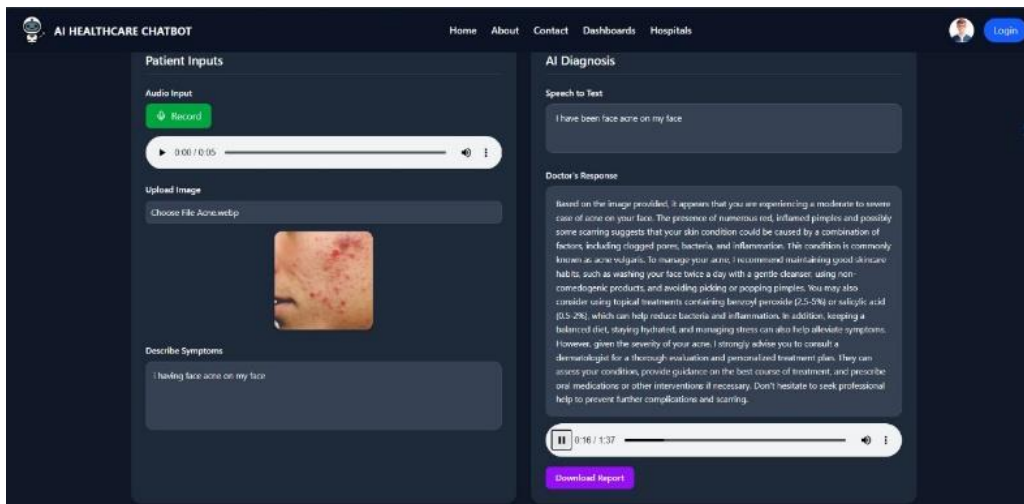 AI HEALTHCARE CHATBOT
Home About Contact Dashboards Hospitals
Login
Patient Inputs
Audio Input
Record
0:00 / 0:05
Upload Image
Choose File Acne.webp
Describe Symptoms
i having face acne on my face
AI Diagnosis
Speech to Text
I have been face acne on my face
Doctor's Response
Based on the image provided, it appears that you are experiencing a moderate to severe
case of acne on your face. The presence of numerous red, inflamed pimples and possibly
some scarring suggests that your skin condition could be caused by a combination of
factors, including clogged pores, bacteria, and inflammation. This condition is commonly
known as acne vulgaris. To manage your acne, I recommend maintaining good skincare
habits, such as washing your face twice a day with a gentle cleanser, using non-
comedogenic products, and avoiding picking or popping pimples. You may also
consider using topical treatments containing benzoyl peroxide (2.5-5%) or salicylic acid
(0.5-2%), which can help reduce bacteria and inflammation. In addition, keeping a
balanced diet, staying hydrated, and managing stress can also help alleviate symptoms.
However, given the severity of your acne, I strongly advise you to consult a
dermatologist for a thorough evaluation and personalized treatment plan. They can
assess your condition, provide guidance on the best course of treatment, and prescribe
oral medications or other interventions if necessary. Don't hesitate to seek professional
help to prevent further complications and scarring.
0:16 / 1:37
Download Report